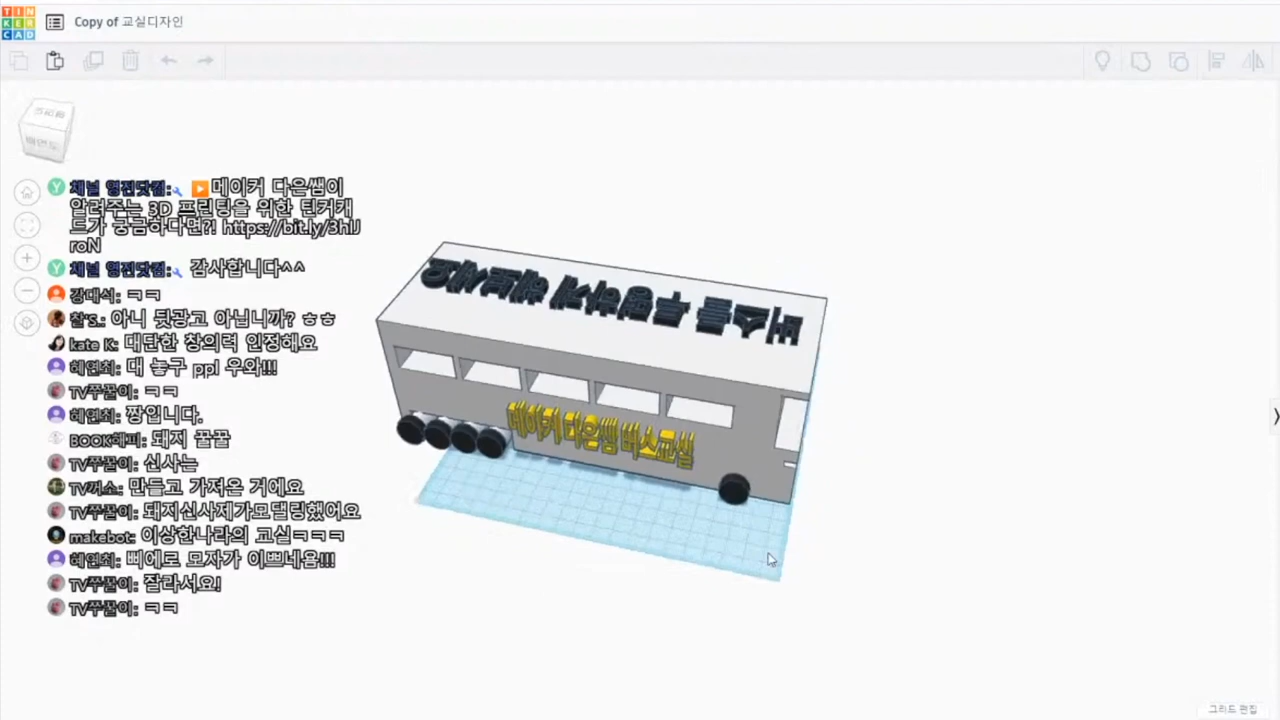 TIN
KER
CAD
Copy of 교실디자인
배면도
채널 영진닷컴: ▶메이커 다은쌤이
알려주는 3D 프린팅을 위한 틴커캐
드가 궁금하다면?! https://bit.ly/3hIJ
roN
채널 영진닷컴: 감사합니다^^
강대석: ㅋㅋ
찰'S.: 아니 뒷광고 아닙니까? ㅎㅎ
kate K: 대단한 창의력 인정해요
혜연최: 대 놓구 ppl 우와!!!
TV쭈꿀이: ㅋㅋ
혜연최: 짱입니다.
BOOK해피: 돼지 꿀꿀
TV쭈꿀이: 신사는
TV꺼소: 만들고 가져온 거에요
TV쭈꿀이: 돼지신사제가모댈링했어요
makebot: 이상한나라의 교실ㅋㅋㅋ
혜연최: 삐에로 모자가 이쁘네욤!!!
TV쭈꿀이: 잘라서요!
TV쭈꿀이: ㅋㅋ
메이커 다은쌤 버스교실
그리드 편집